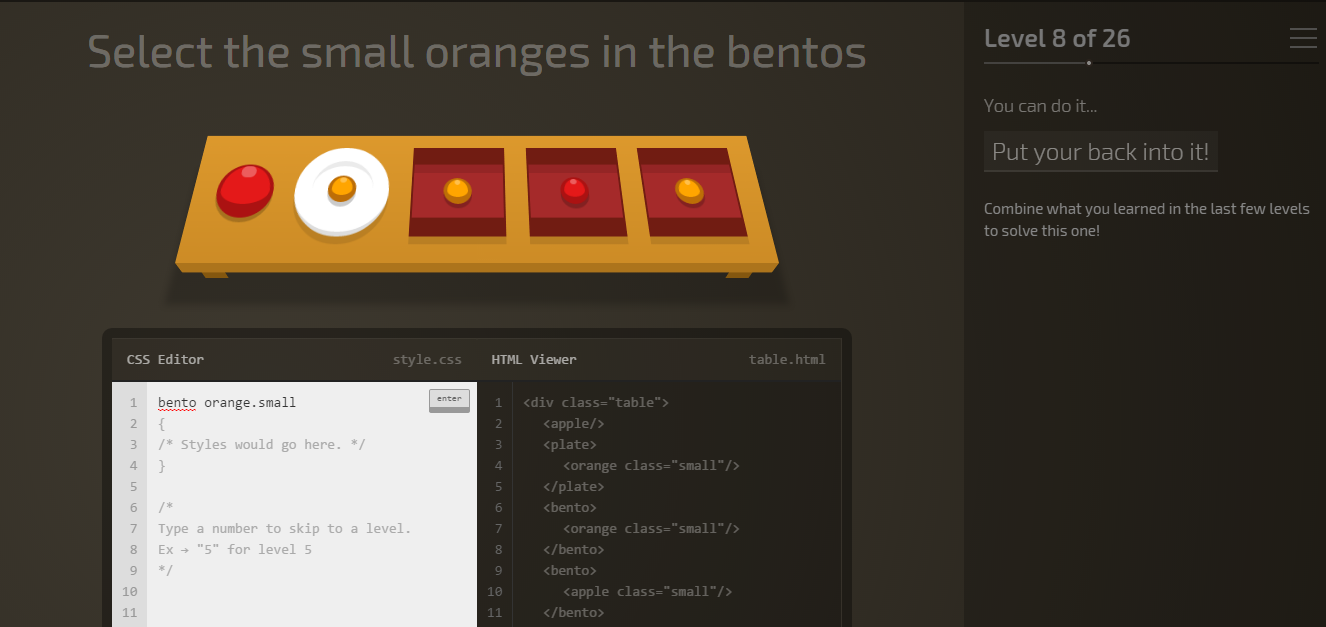 Select the small oranges in the bentos
CSS Editor style.css
1 bento orange.small
enter
2 {
3 /* Styles would go here. */
4 }
5
6 /*
7 Type a number to skip to a level.
8 Ex → "5" for level 5
9 */
10
11
HTML Viewer table.html
1 <div class="table">
2 <apple/>
3 <plate>
4 <orange class="small"/>
5 </plate>
6 <bento>
7 <orange class="small"/>
8 </bento>
9 <bento>
10 <apple class="small"/>
11 </bento>
Level 8 of 26
You can do it...
Put your back into it!
Combine what you learned in the last few levels
to solve this one!